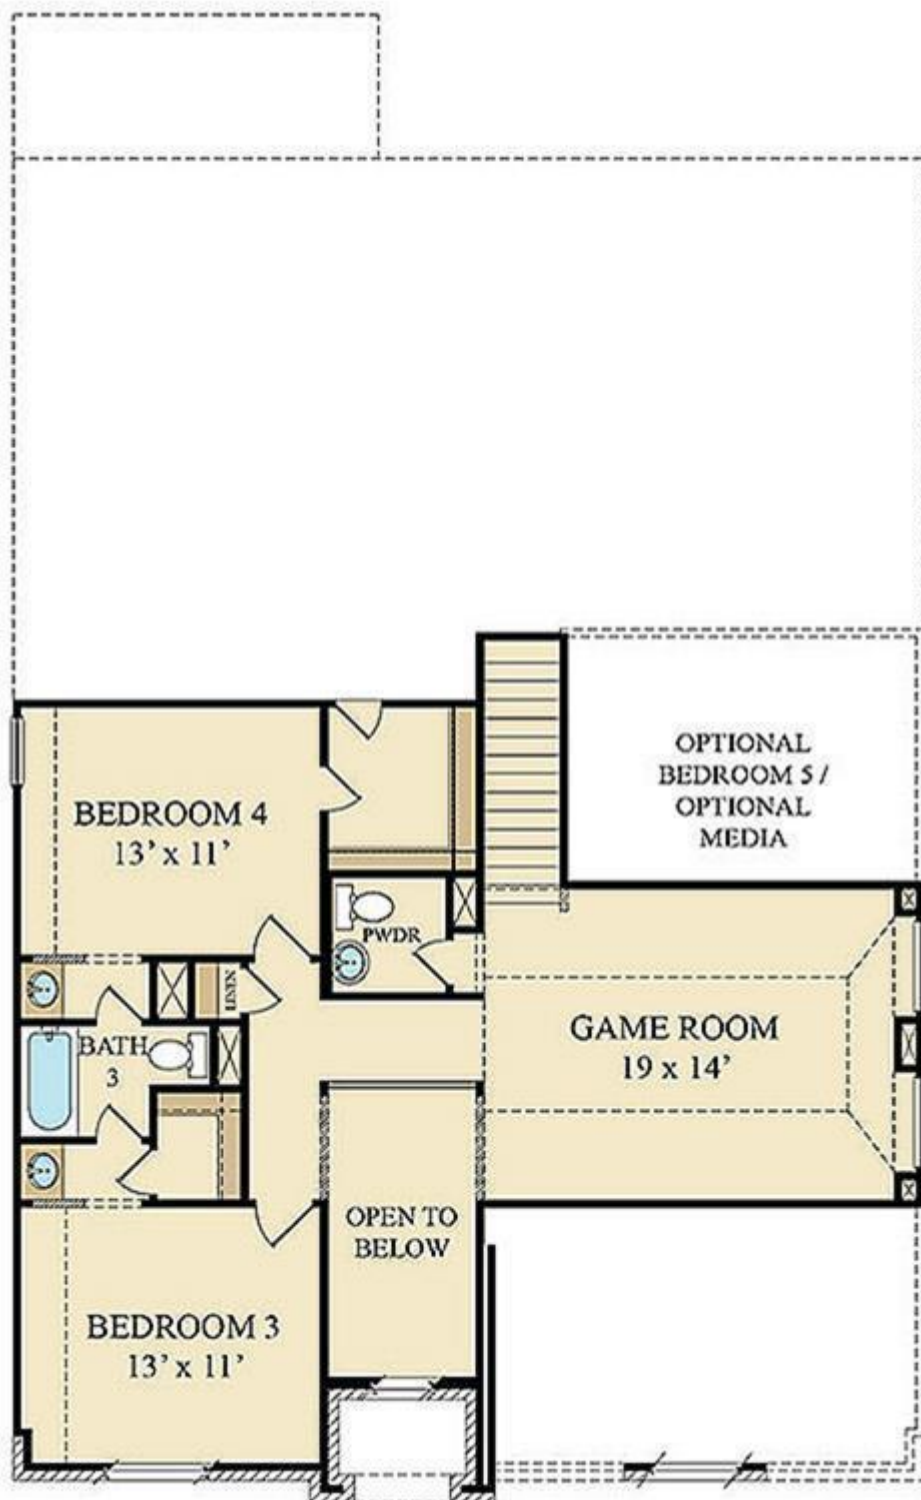 OPTIONAL
BEDROOM 5 /
OPTIONAL
MEDIA
BEDROOM 4
13' x 11'
PWDR
LINEN
BATH
3
GAME ROOM
19 x 14'
OPEN TO
BELOW
BEDROOM 3
13' x 11'